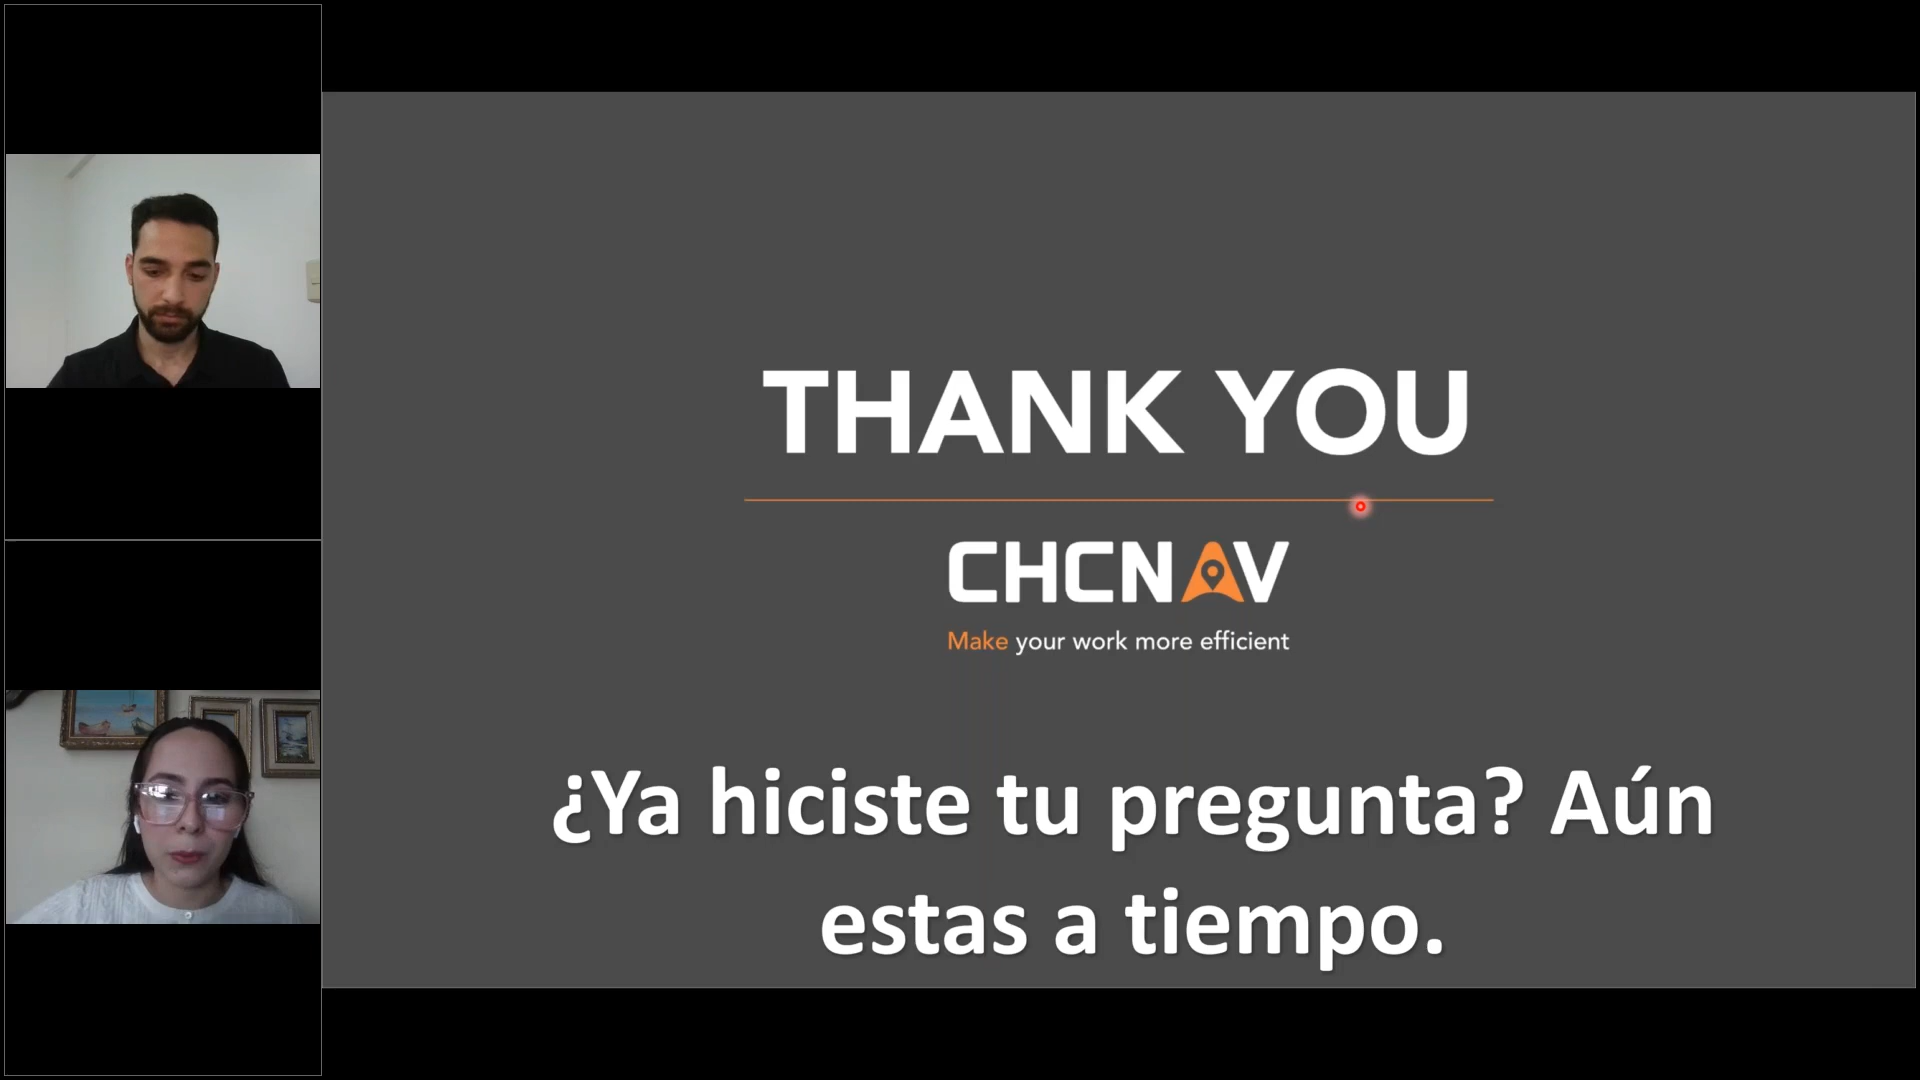 THANK YOU
CHCNAV
Make your work more efficient
¿Ya hiciste tu pregunta? Aún
estas a tiempo.